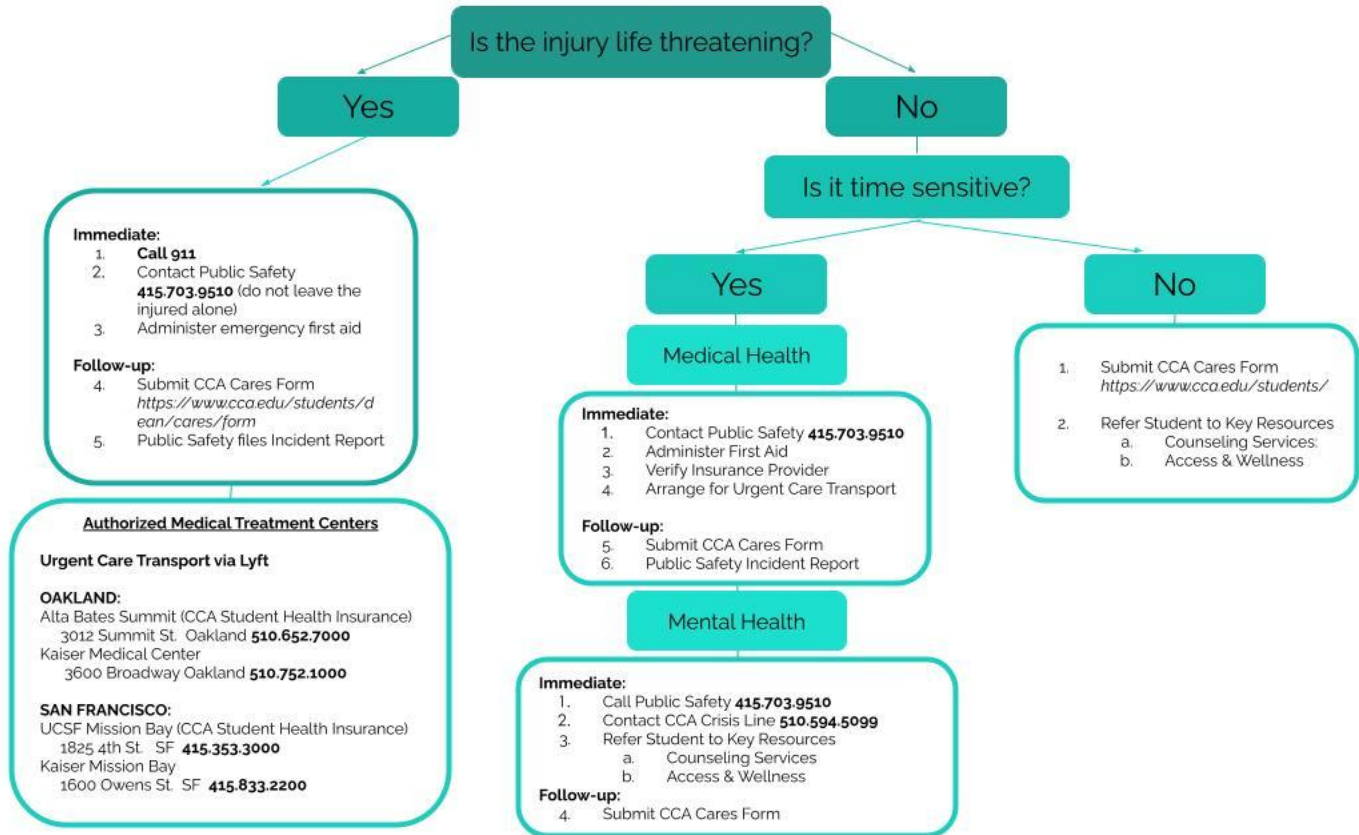 Is the injury life threatening?
Yes
No
Is it time sensitive?
Immediate:
1. Call 911
2. Contact Public Safety
415.703.9510 (do not leave the
injured alone)
3. Administer emergency first aid
Follow-up:
4. Submit CCA Cares Form
https://www.cca.edu/students/d
ean/cares/form
5. Public Safety files Incident Report
Authorized Medical Treatment Centers
Urgent Care Transport via Lyft
OAKLAND:
Alta Bates Summit (CCA Student Health Insurance)
3012 Summit St. Oakland 510.652.7000
Kaiser Medical Center
3600 Broadway Oakland 510.752.1000
SAN FRANCISCO:
UCSF Mission Bay (CCA Student Health Insurance)
1825 4th St. SF 415.353.3000
Kaiser Mission Bay
1600 Owens St. SF 415.833.2200
Yes
Medical Health
Immediate:
1. Contact Public Safety 415.703.9510
2. Administer First Aid
3. Verify Insurance Provider
4. Arrange for Urgent Care Transport
Follow-up:
5. Submit CCA Cares Form
6. Public Safety Incident Report
Mental Health
Immediate:
1. Call Public Safety 415.703.9510
2. Contact CCA Crisis Line 510.594.5099
3. Refer Student to Key Resources
a. Counseling Services
b. Access & Wellness
Follow-up:
4. Submit CCA Cares Form
No
1. Submit CCA Cares Form
https://www.cca.edu/students/
2. Refer Student to Key Resources
a. Counseling Services:
b. Access & Wellness